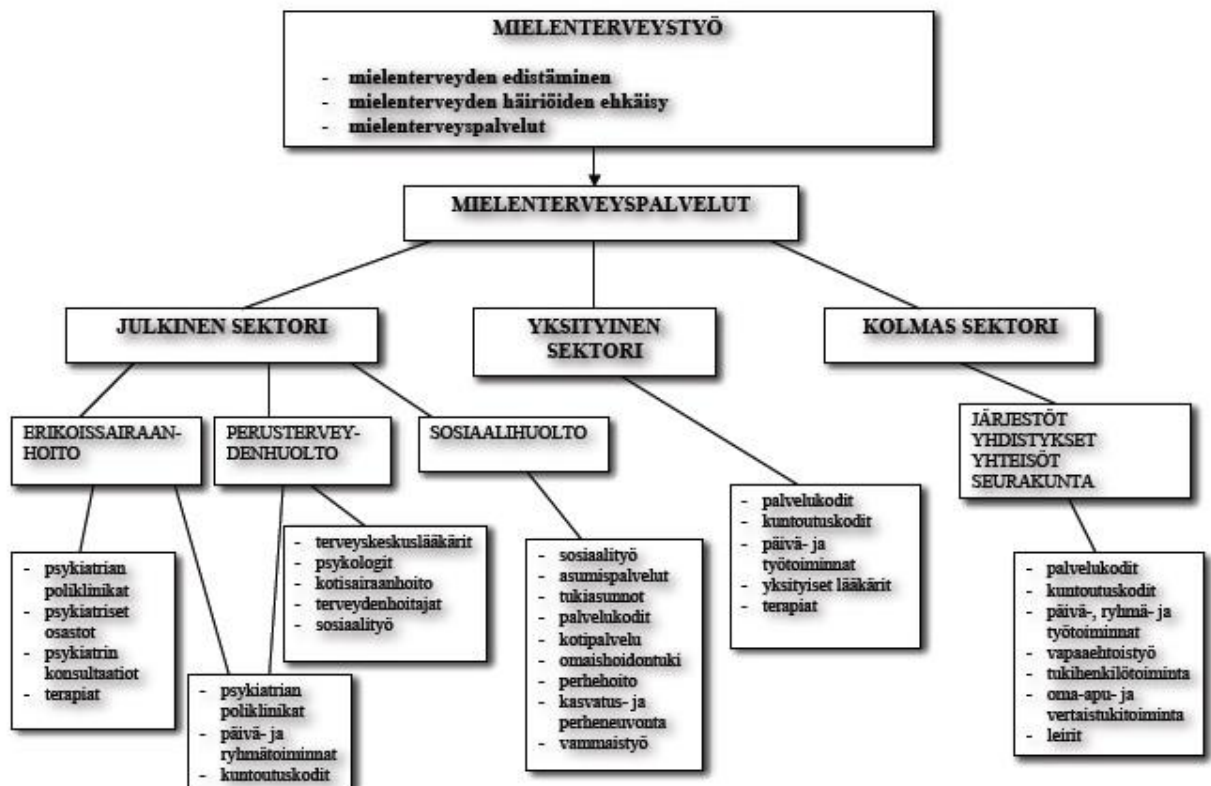 MIELENTERVEYSTYÖ
- mielenterveyden edistäminen
- mielenterveyden häiriöiden ehkäisy
- mielenterveyspalvelut
MIELENTERVEYSPALVELUT
JULKINEN SEKTORI
YKSITYINEN
SEKTORI
KOLMAS SEKTORI
ERIKOISSAIRAAN-
HOITO
PERUSTERVEY-
DENHUOLTO
SOSIAALIHUOLTO
JÄRJESTÖT
YHDISTYKSET
YHTEISÖT
SEURAKUNTA
- psykiatrian
poliklinikat
- psykiatriset
osastot
- psykiatrin
konsultaatiot
- terapiat
- psykiatrian
poliklinikat
- päivä- ja
ryhmätoiminnat
- kuntoutuskodit
- terveyskeskuslääkärit
- psykologit
- kotisairaanhoito
- terveydenhoitajat
- sosiaalityö
- sosiaalityö
- asumispalvelut
- tukiasunnot
- palvelukodit
- kotipalvelu
- omaishoidontuki
- perhehoito
- kasvatus- ja
perheneuvonta
- vammaistyö
- palvelukodit
- kuntoutuskodit
- päivä- ja
työtoiminnat
- yksityiset lääkärit
- terapiat
- palvelukodit
- kuntoutuskodit
- päivä-, ryhmä- ja
työtoiminnat
- vapaaehtoistyö
- tukihenkilötoiminta
- oma-apu- ja
vertaistukitoiminta
- leirit